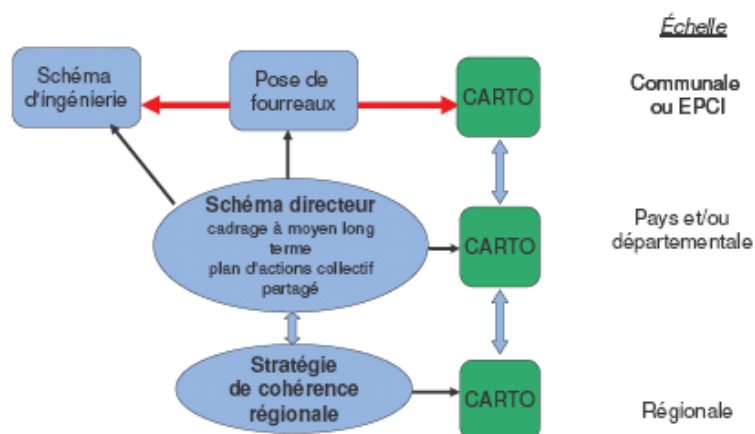 Échelle
Schéma
d'ingénierie
Pose de
fourreaux
CARTO
Communale
ou EPCI
Schéma directeur
cadrage à moyen long
terme
plan d'actions collectif
partagé
CARTO
Pays et/ou
départementale
Stratégie
de cohérence
régionale
CARTO
Régionale